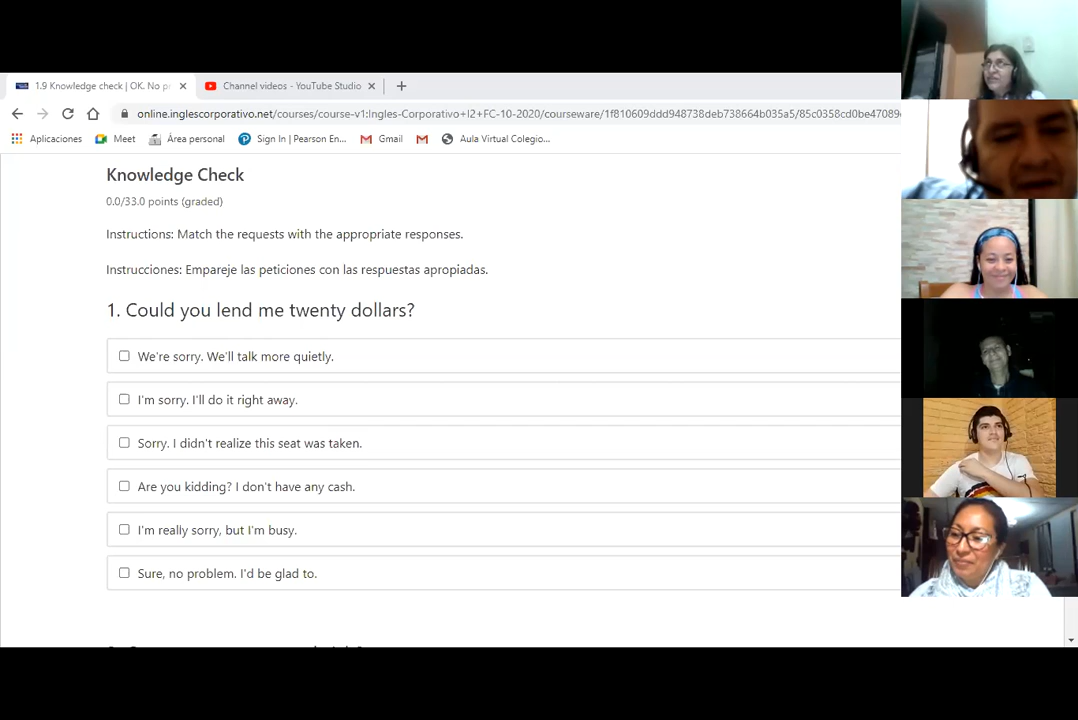 1.9 Knowledge check | OK. No pr
Channel videos - YouTube Studio
online.inglescorporativo.net/courses/course-v1:Ingles-Corporativo+I2+FC-10-2020/courseware/1f810609ddd948738deb738664b035a5/85c0358cd0be47089
Aplicaciones Meet Área personal Sign In | Pearson En... Gmail Aula Virtual Colegio...
Knowledge Check
0.0/33.0 points (graded)
Instructions: Match the requests with the appropriate responses.
Instrucciones: Empareje las peticiones con las respuestas apropiadas.
1. Could you lend me twenty dollars?
We're sorry. We'll talk more quietly.
I'm sorry. I'll do it right away.
Sorry. I didn't realize this seat was taken.
Are you kidding? I don't have any cash.
I'm really sorry, but I'm busy.
Sure, no problem. I'd be glad to.